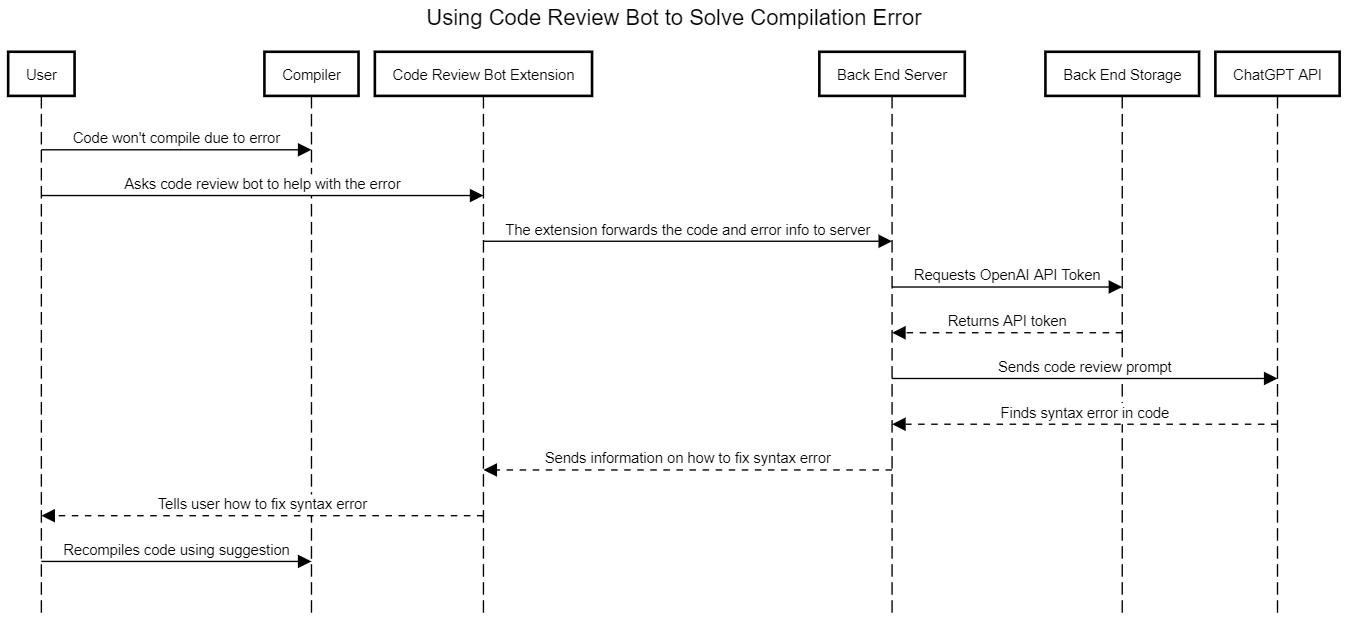 Using Code Review Bot to Solve Compilation Error
User
Compiler
Code Review Bot Extension
Back End Server
Back End Storage
ChatGPT API
Code won't compile due to error
Asks code review bot to help with the error
The extension forwards the code and error info to server
Requests OpenAI API Token
Returns API token
Sends code review prompt
Finds syntax error in code
Sends information on how to fix syntax error
Tells user how to fix syntax error
Recompiles code using suggestion